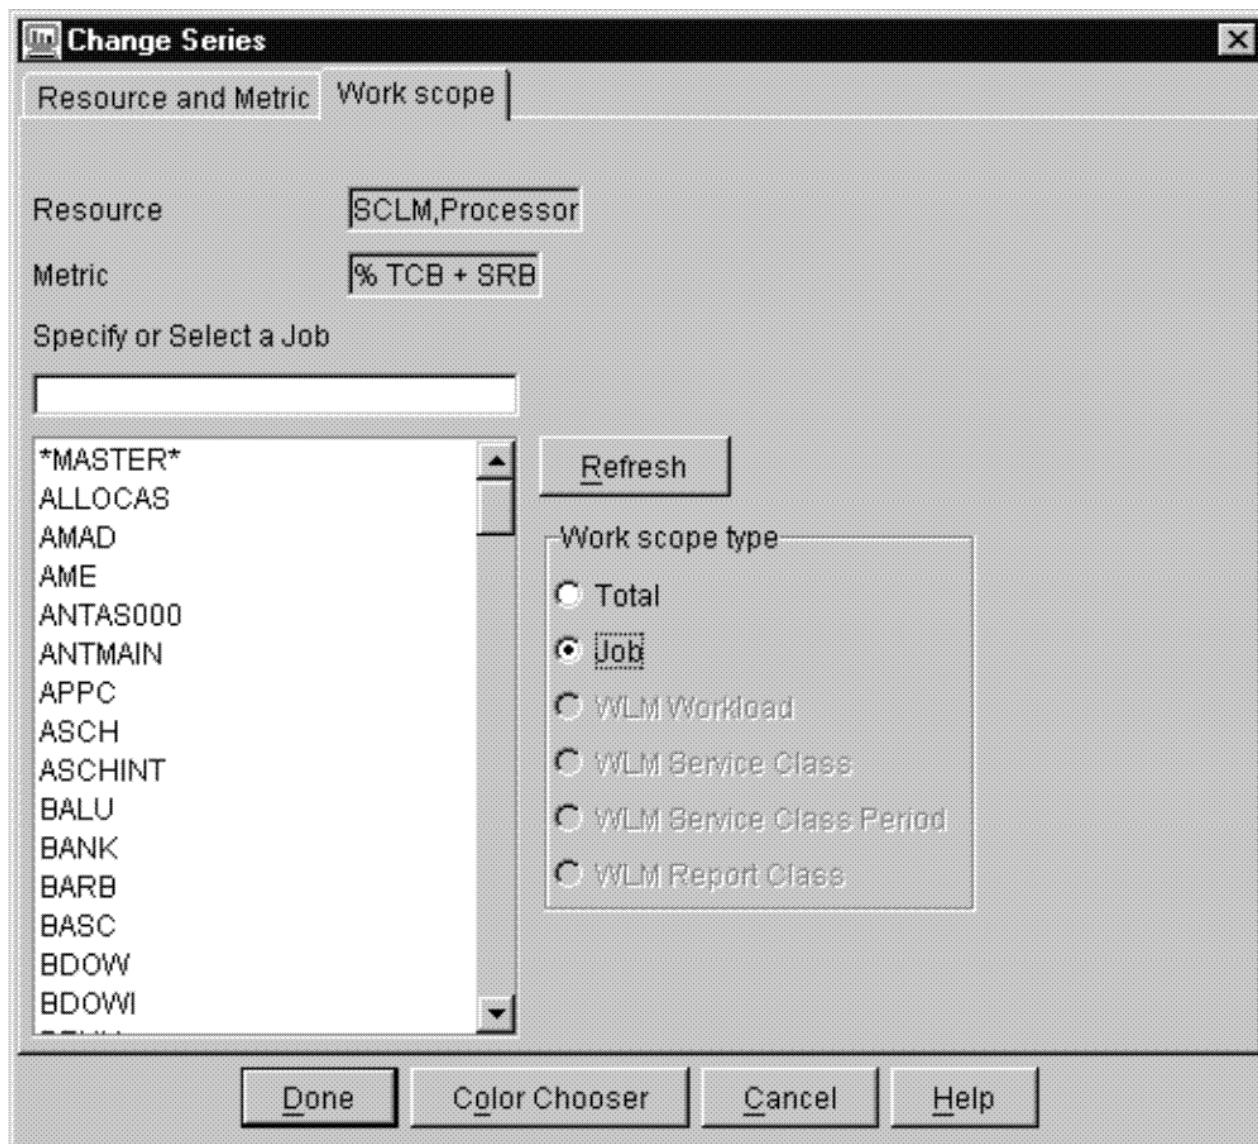 Change Series
Resource and Metric
Work scope
Resource
SCLM,Processor
Metric
% TCB + SRB
Specify or Select a Job
*MASTER*
ALLOCAS
AMAD
AME
ANTAS000
ANTMAIN
APPC
ASCH
ASCHINT
BALU
BANK
BARB
BASC
BDOW
BDOWI
Refresh
Work scope type
Total
Job
WLM Workload
WLM Service Class
WLM Service Class Period
WLM Report Class
Done
Color Chooser
Cancel
Help